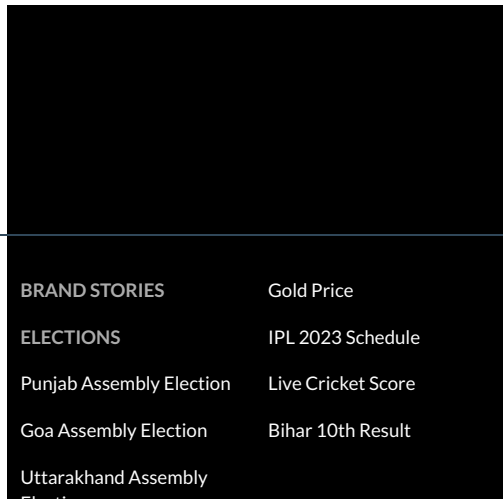 BRAND STORIES
ELECTIONS
Punjab Assembly Election
Goa Assembly Election
Uttarakhand Assembly
Gold Price
IPL 2023 Schedule
Live Cricket Score
Bihar 10th Result